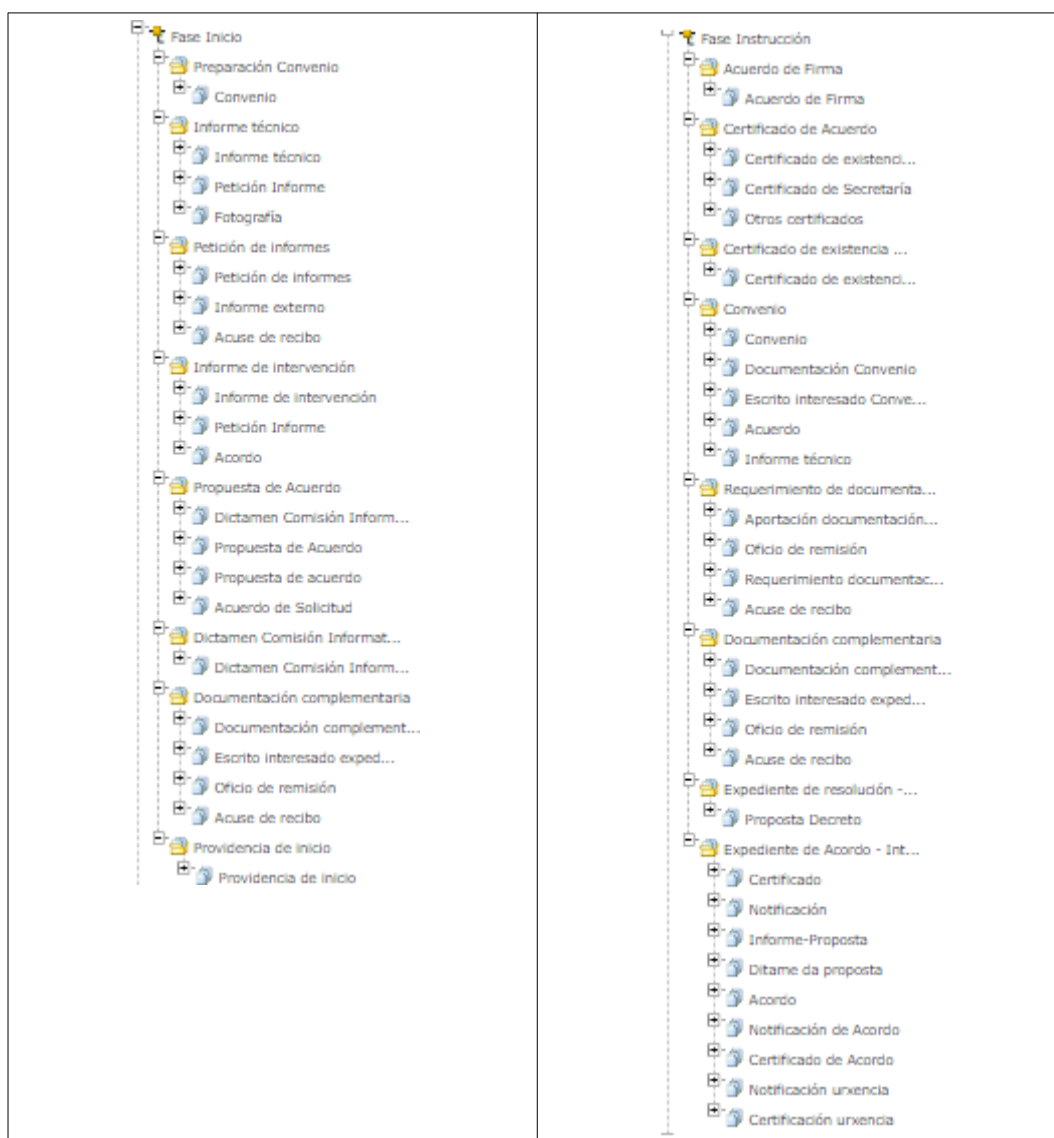 Fase Inicio
Preparación Convenio
Convenio
Informe técnico
Informe técnico
Petición Informe
Fotografía
Petición de informes
Petición de informes
Informe externo
Acuse de recibo
Informe de intervención
Informe de intervención
Petición Informe
Acordo
Propuesta de Acuerdo
Dictamen Comisión Inform...
Propuesta de Acuerdo
Propuesta de acuerdo
Acuerdo de Solicitud
Dictamen Comisión Informat...
Dictamen Comisión Inform...
Documentación complementaria
Documentación complement...
Escrito interesado exped...
Oficio de remisión
Acuse de recibo
Providencia de inicio
Providencia de inicio
Fase Instrucción
Acuerdo de Firma
Acuerdo de Firma
Certificado de Acuerdo
Certificado de existenci...
Certificado de Secretaría
Otros certificados
Certificado de existencia ...
Certificado de existenci...
Convenio
Convenio
Documentación Convenio
Escrito interesado Conve...
Acuerdo
Informe técnico
Requerimiento de documenta...
Aportación documentación...
Oficio de remisión
Requerimiento documentac...
Acuse de recibo
Documentación complementaria
Documentación complement...
Escrito interesado exped...
Oficio de remisión
Acuse de recibo
Expediente de resolución -...
Proposta Decreto
Expediente de Acordo - Int...
Certificado
Notificación
Informe-Proposta
Ditame da proposta
Acordo
Notificación de Acordo
Certificado de Acordo
Notificación urxencia
Certificación urxencia